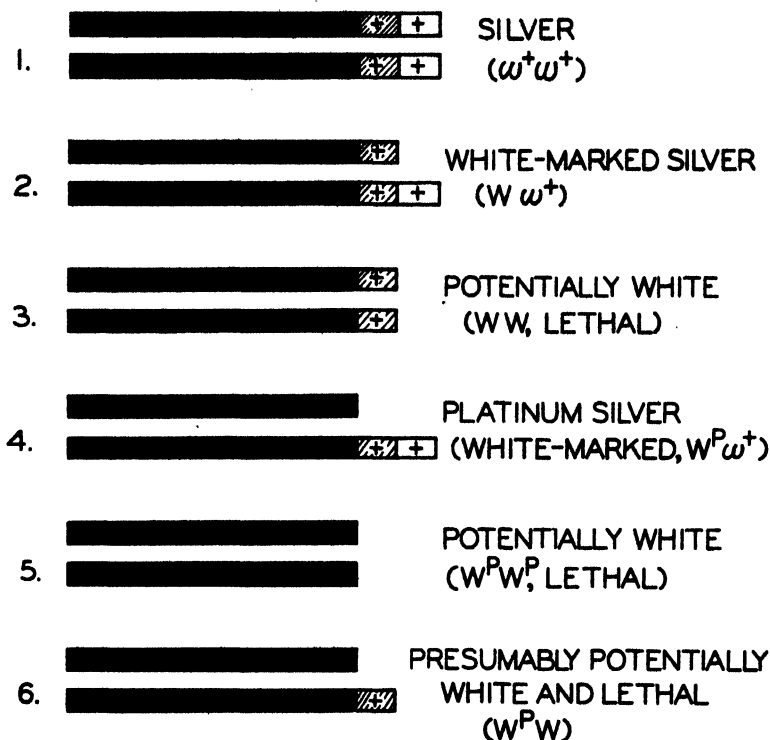 + +
SILVER
1.
+ +
(ω⁺ω⁺)
+
WHITE-MARKED SILVER
2.
+ +
(W ω⁺)
+
POTENTIALLY WHITE
3.
+
(WW, LETHAL)
PLATINUM SILVER
4.
+ +
(WHITE-MARKED, Wᴾω⁺)
POTENTIALLY WHITE
5.
(WᴾWᴾ, LETHAL)
PRESUMABLY POTENTIALLY
6.
+
WHITE AND LETHAL
(WᴾW)